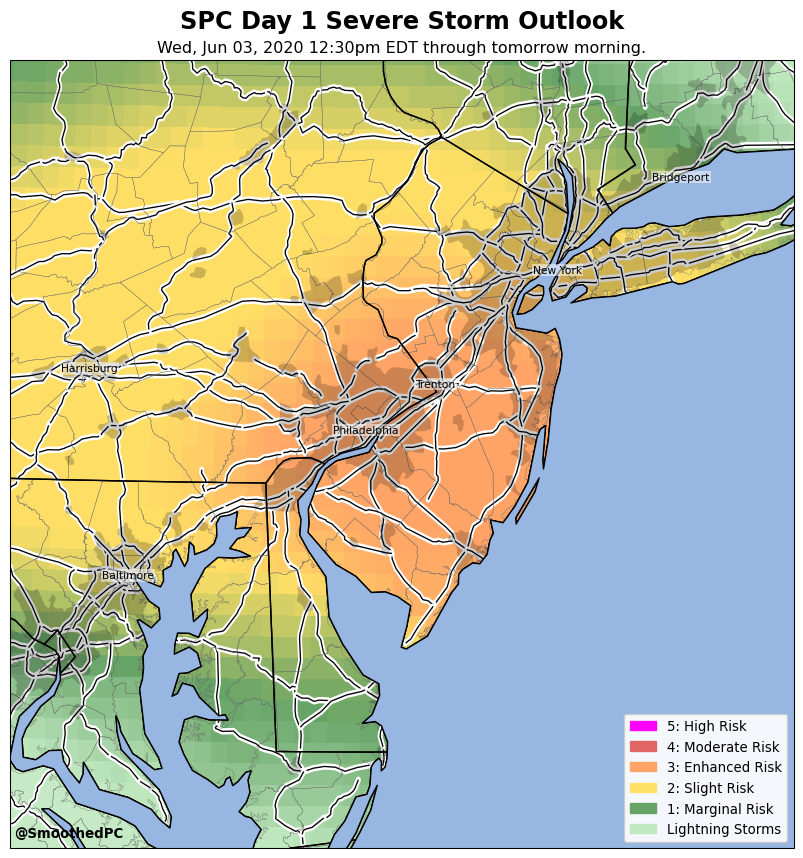 SPC Day 1 Severe Storm Outlook
Wed, Jun 03, 2020 12:30pm EDT through tomorrow morning.
Bridgeport
New York
Harrisburg
Trenton
Philadelphia
Baltimore
5: High Risk
4: Moderate Risk
3: Enhanced Risk
2: Slight Risk
1: Marginal Risk
Lightning Storms
@SmoothedPC